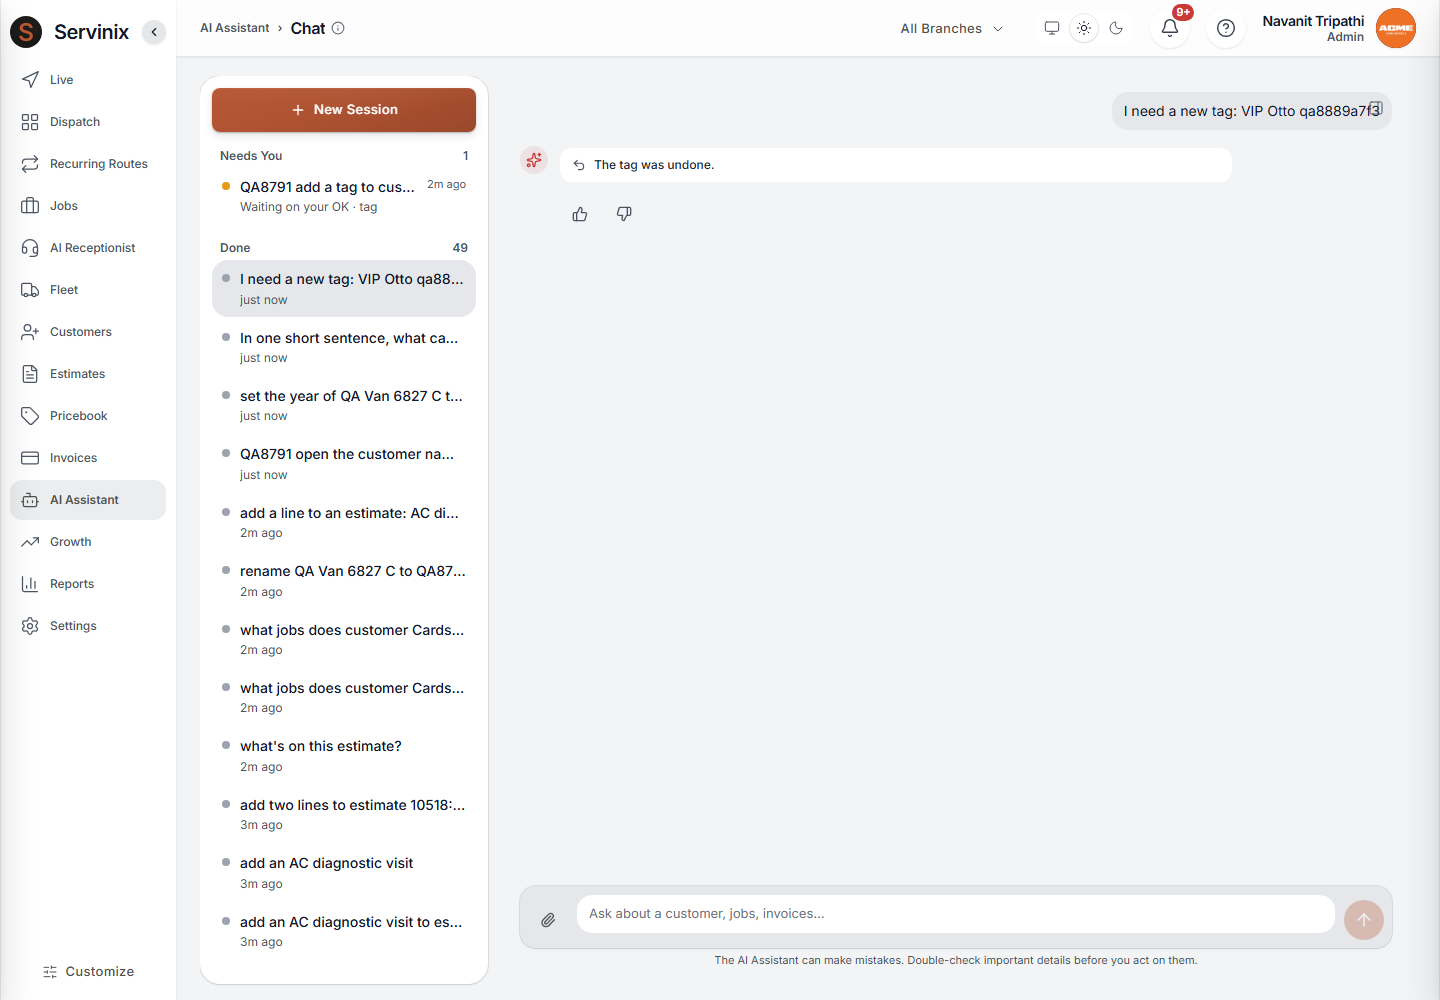 S Servinix
AI Assistant › Chat
All Branches
9+
Navanit Tripathi
Admin
ACME
Live
Dispatch
Recurring Routes
Jobs
AI Receptionist
Fleet
Customers
Estimates
Pricebook
Invoices
AI Assistant
Growth
Reports
Settings
Customize
+ New Session
Needs You 1
QA8791 add a tag to cus... 2m ago
Waiting on your OK · tag
Done 49
I need a new tag: VIP Otto qa88...
just now
In one short sentence, what ca...
just now
set the year of QA Van 6827 C t...
just now
QA8791 open the customer na...
just now
add a line to an estimate: AC di...
2m ago
rename QA Van 6827 C to QA87...
2m ago
what jobs does customer Cards...
2m ago
what jobs does customer Cards...
2m ago
what's on this estimate?
2m ago
add two lines to estimate 10518:...
3m ago
add an AC diagnostic visit
3m ago
add an AC diagnostic visit to es...
3m ago
I need a new tag: VIP Otto qa8889a7f3
The tag was undone.
Ask about a customer, jobs, invoices...
The AI Assistant can make mistakes. Double-check important details before you act on them.